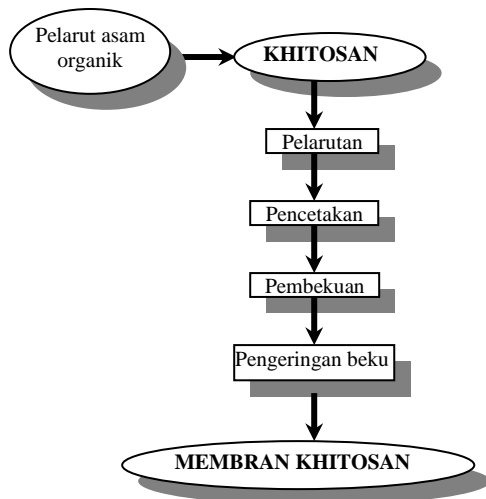 Pelarut asam
organik
KHITOSAN
Pelarutan
Pencetakan
Pembekuan
Pengeringan beku
MEMBRAN KHITOSAN